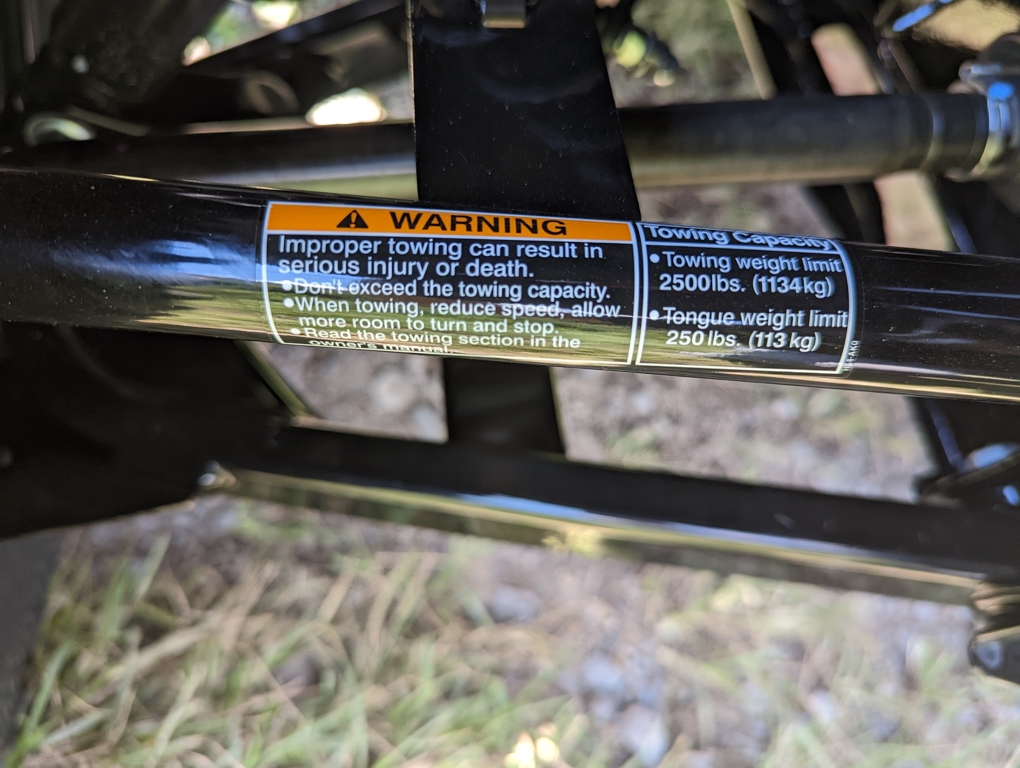 WARNING
Improper towing can result in
serious injury or death.
•Don't exceed the towing capacity.
•When towing, reduce speed, allow
more room to turn and stop.
•Read the towing section in the
owner's manual.
Towing Capacity
•Towing weight limit
2500lbs. (1134kg)
•Tongue weight limit
250 lbs. (113 kg)